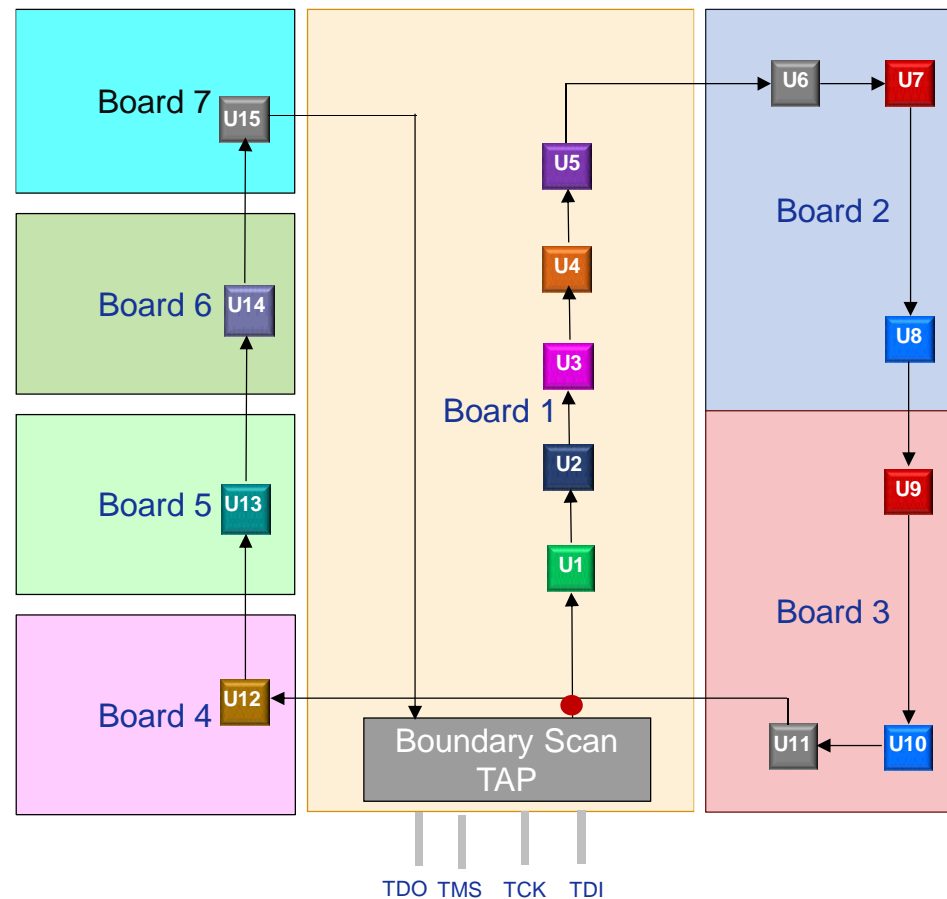 Board 7
U15
Board 6
U14
Board 5
U13
Board 4
U12
U5
U4
U3
Board 1
U2
U1
Boundary Scan
TAP
TDO TMS TCK TDI
U6
U7
Board 2
U8
U9
Board 3
U11
U10